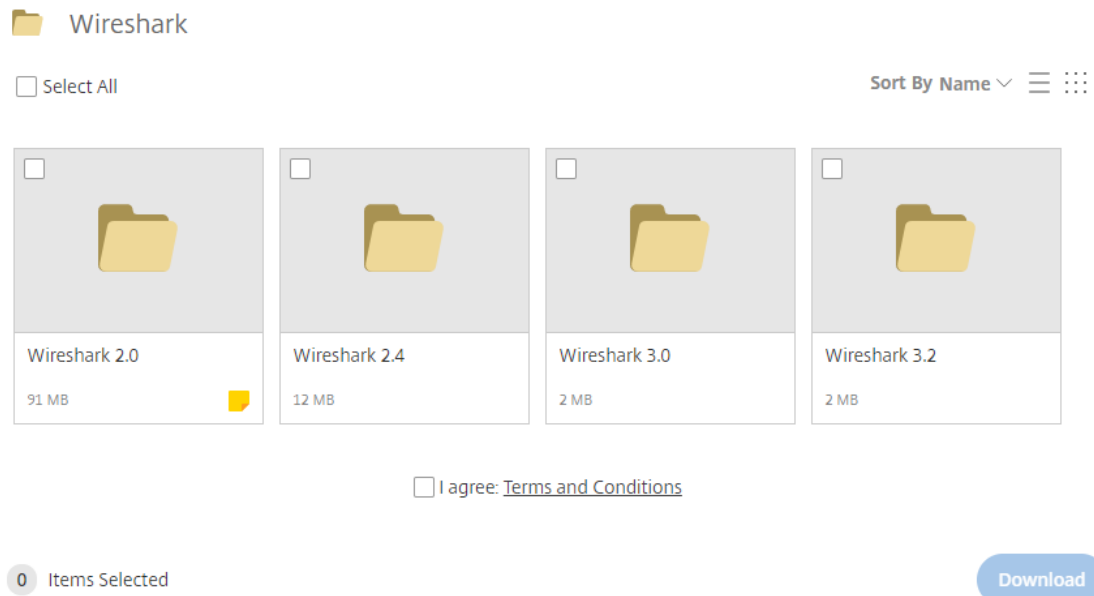 Wireshark
Select All
Sort By Name
Wireshark 2.0
91 MB
Wireshark 2.4
12 MB
Wireshark 3.0
2 MB
Wireshark 3.2
2 MB
I agree: Terms and Conditions
0 Items Selected
Download